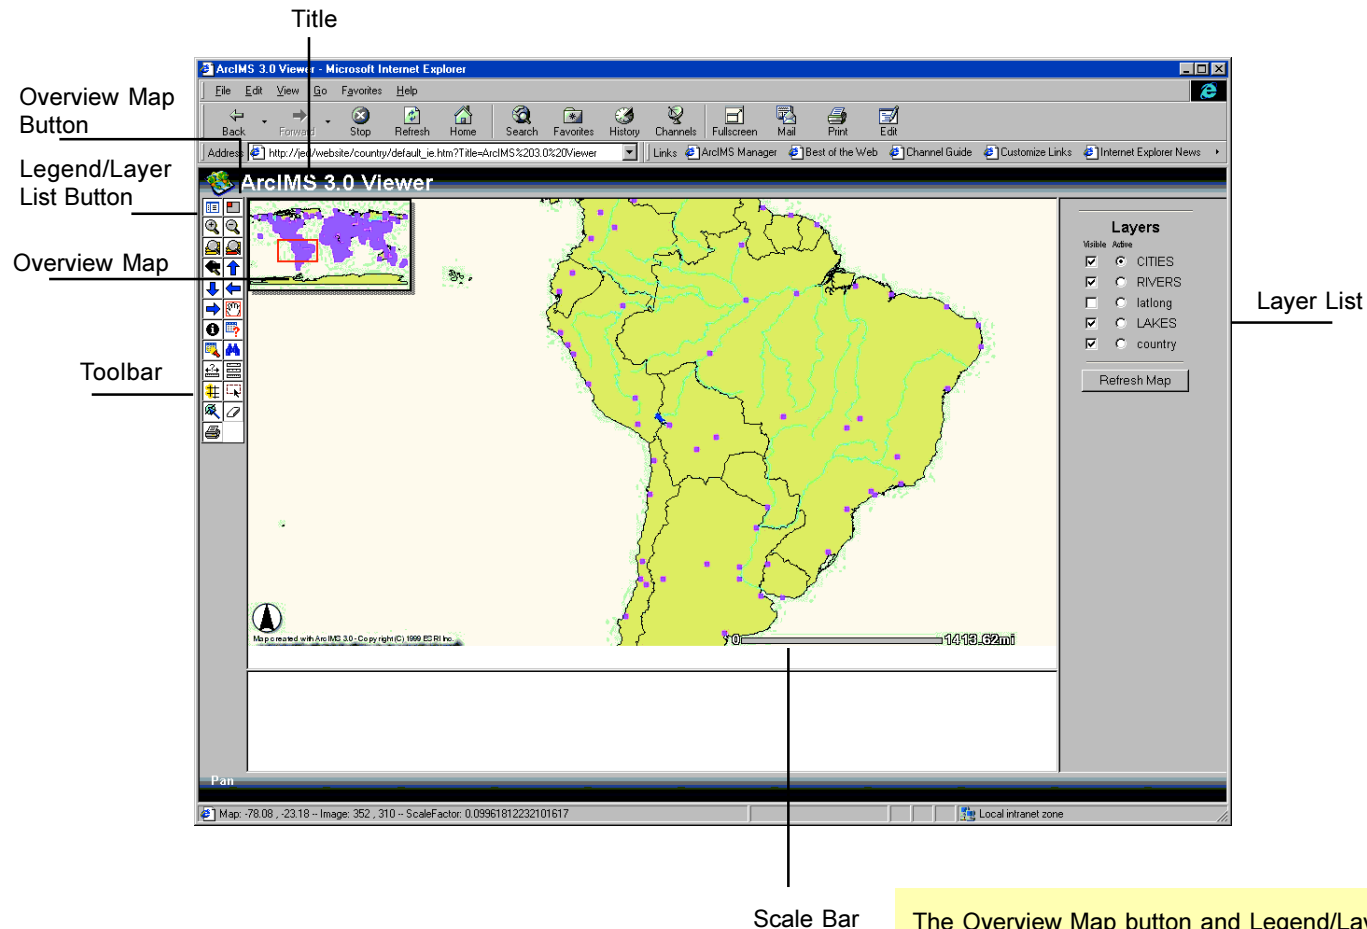 Title
Overview Map
Button
Legend/Layer
List Button
Overview Map
Toolbar
Layer List
Scale Bar
ArcIMS 3.0 Viewer - Microsoft Internet Explorer
File Edit View Go Favorites Help
Back Forward Stop Refresh Home Search Favorites History Channels Fullscreen Mail Print Edit
Address http://jed/website/country/default_ie.htm?Title=ArcIMS%203.0%20Viewer Links ArcIMS Manager Best of the Web Channel Guide Customize Links Internet Explorer News
ArcIMS 3.0 Viewer
Layers
Visible Active
CITIES
RIVERS
latlong
LAKES
country
Refresh Map
Map created with ArcIMS 3.0 - Copyright (C) 1999 ESRI Inc.
0 1413.62mi
Pan
Map: -78.08 , -23.18 -- Image: 352 , 310 -- ScaleFactor: 0.09961812232101617
Local intranet zone
The Overview Map button and Legend/Lay